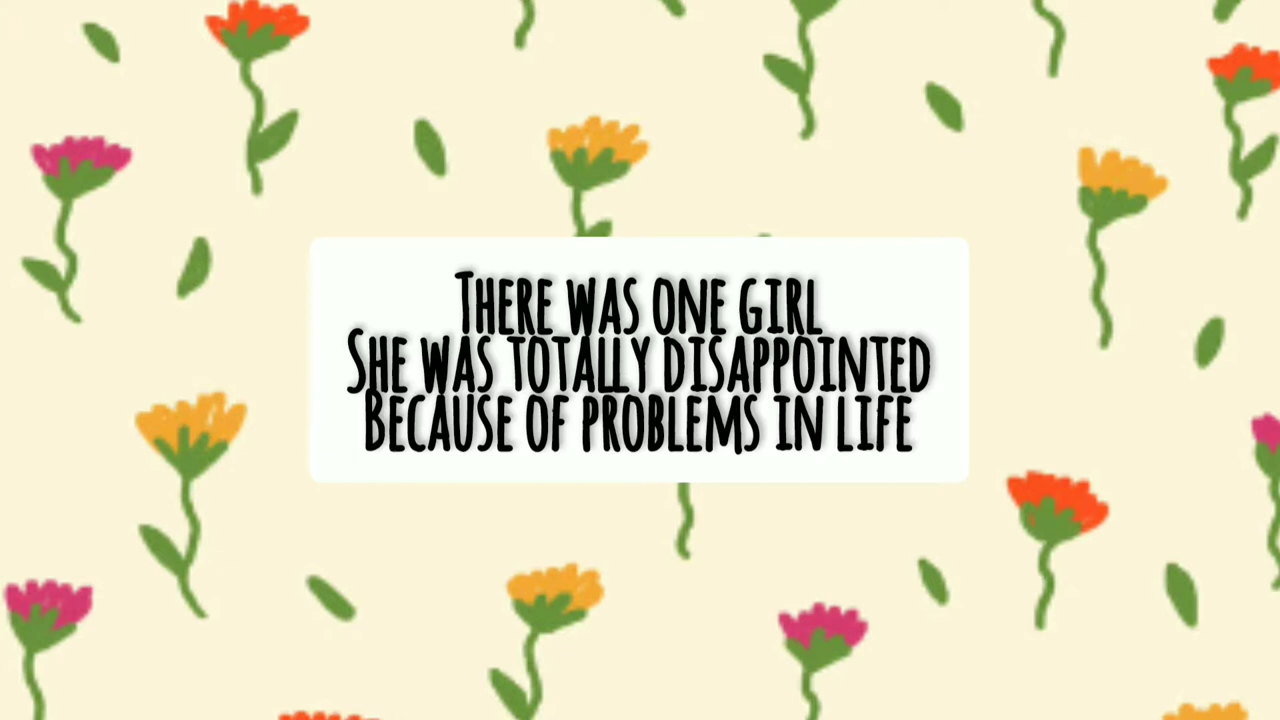 There was one girl
She was totally disappointed
Because of problems in life